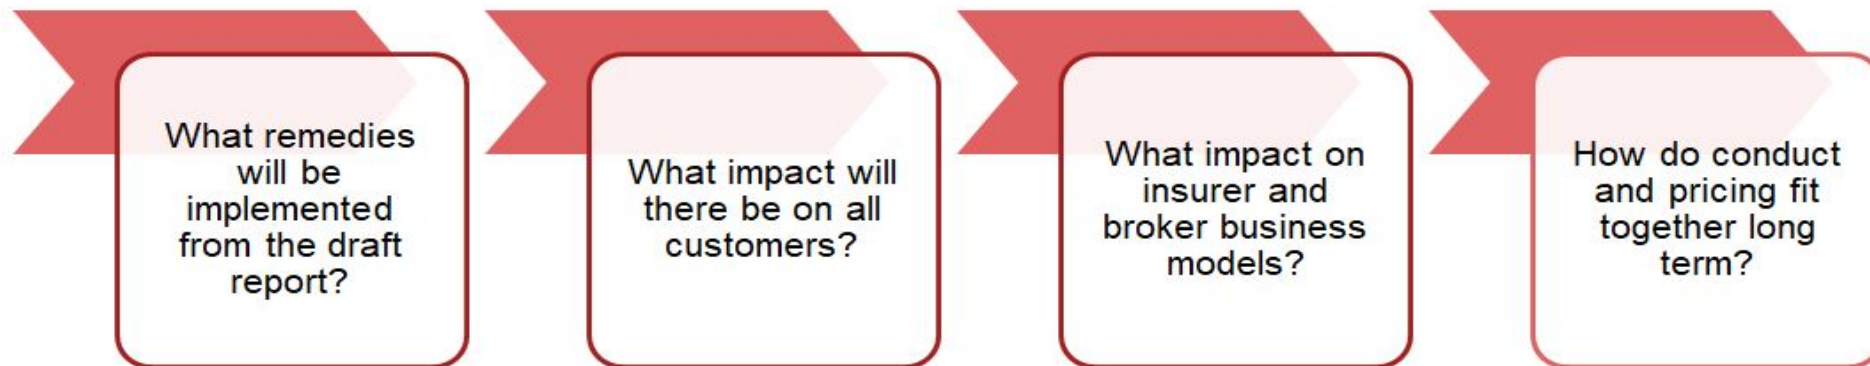 What remedies
will be
implemented
from the draft
report?
What impact will
there be on all
customers?
What impact on
insurer and
broker business
models?
How do conduct
and pricing fit
together long
term?